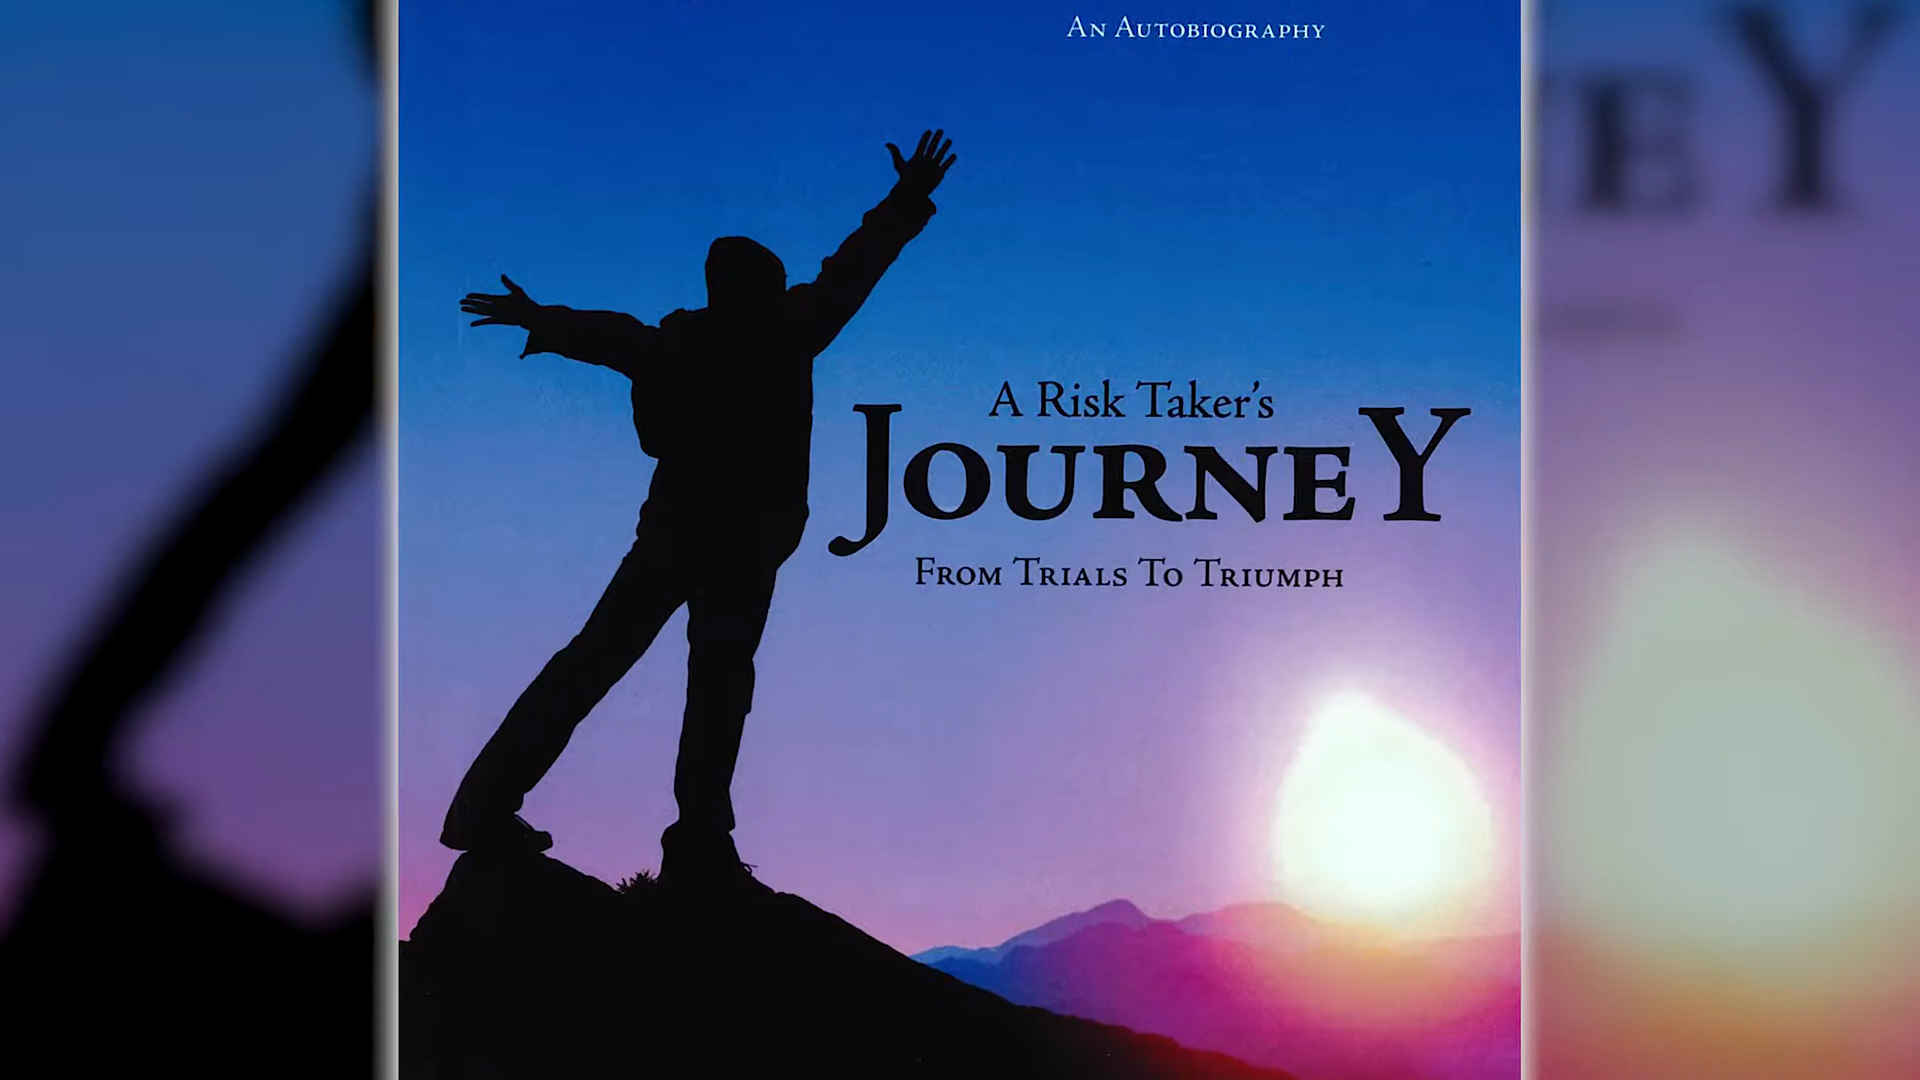 An Autobiography
A Risk Taker's
Journey
From Trials To Triumph